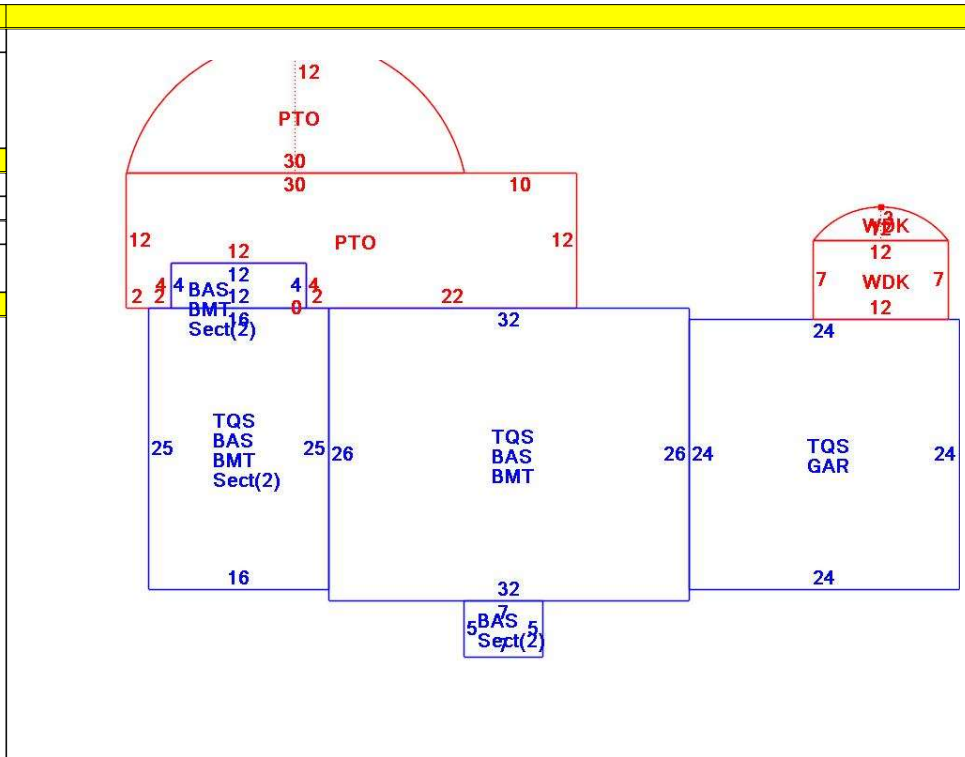 12
PTO
30
30 10
12 PTO 12
12
12
4 4 4 4
BAS
12
2 2 BMT 0 2 22
16
Sect(2)
32
3
WDK
12
7 WDK 7
12
24
TQS
BAS
BMT
Sect(2)
25 25
TQS
BAS
BMT
26 26
TQS
GAR
24 24
16
32
24
7
5 BAS 5
Sect(2)
7